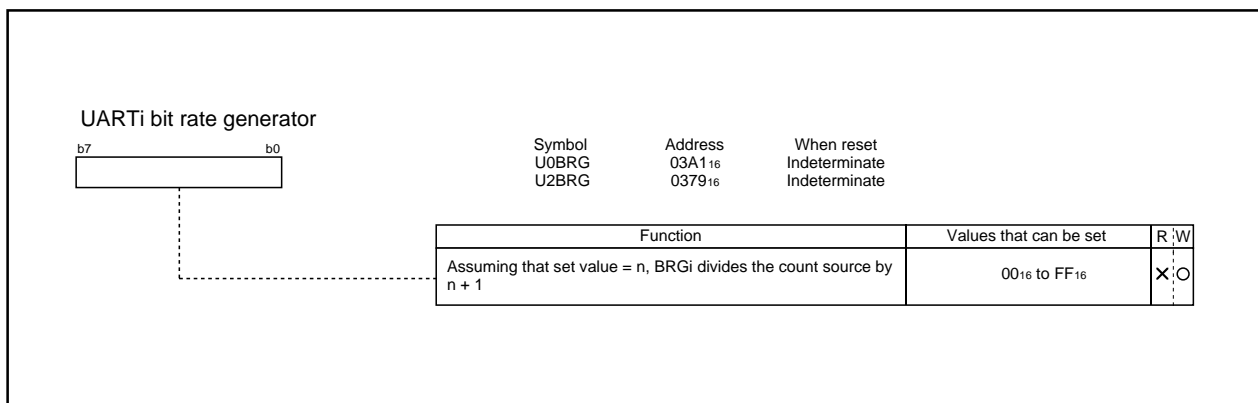 UARTi bit rate generator
b7 b0
Symbol Address When reset
U0BRG 03A1₁₆ Indeterminate
U2BRG 0379₁₆ Indeterminate
Function Values that can be set R W
Assuming that set value = n, BRGi divides the count source by
n + 1
00₁₆ to FF₁₆